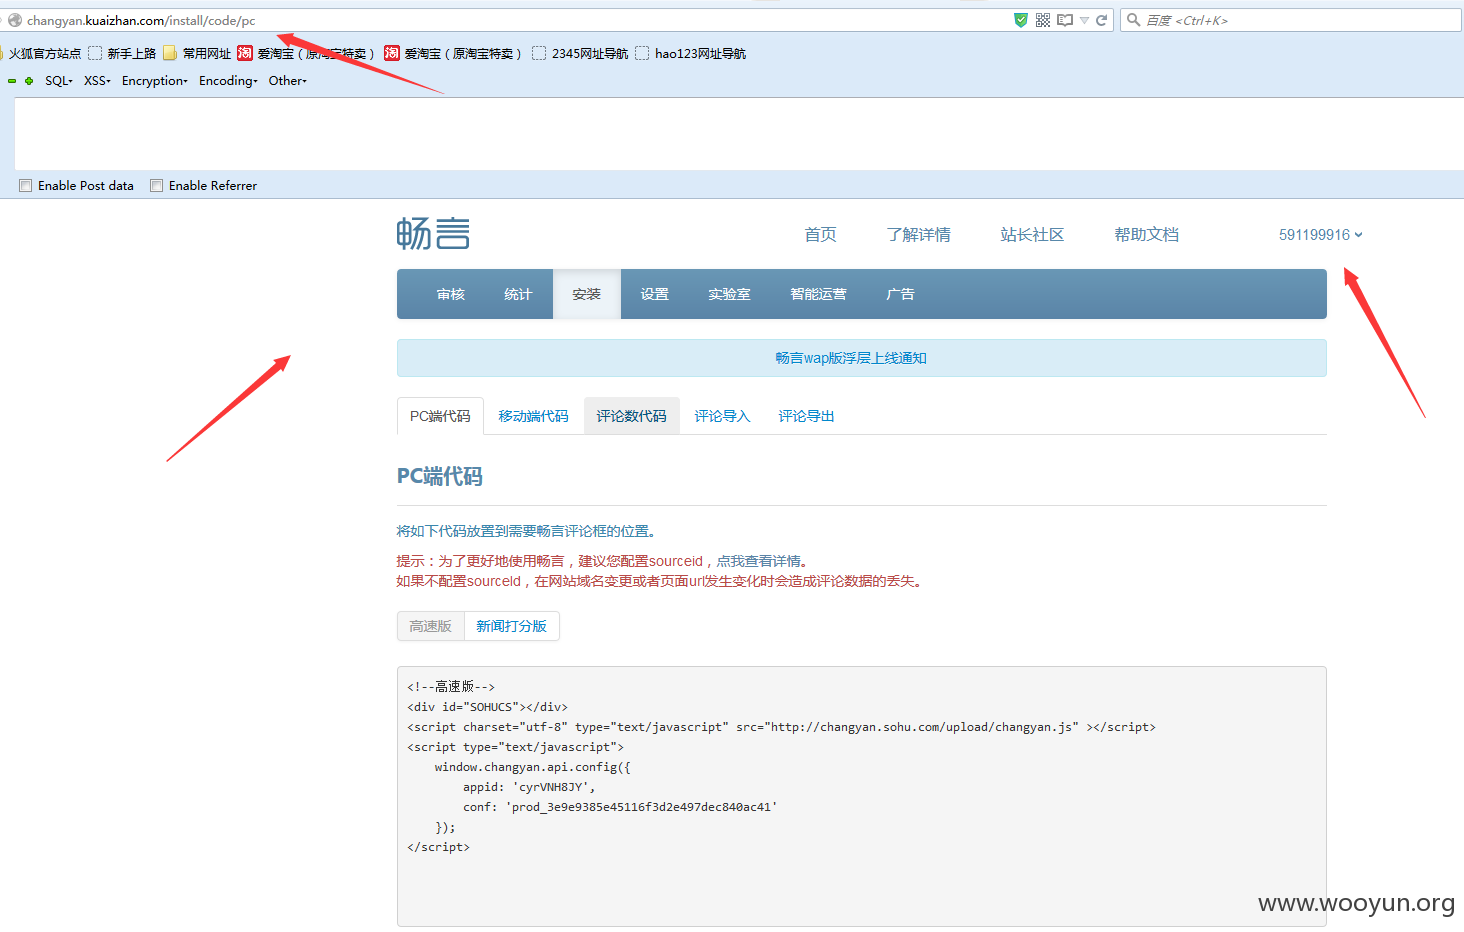 changyan.kuaizhan.com/install/code/pc
百度 <Ctrl+K>
火狐官方站点 新手上路 常用网址 爱淘宝（原淘宝特卖） 爱淘宝（原淘宝特卖） 2345网址导航 hao123网址导航
SQL XSS Encryption Encoding Other
Enable Post data Enable Referrer
畅言 首页 了解详情 站长社区 帮助文档 591199916
审核 统计 安装 设置 实验室 智能运营 广告
畅言wap版浮层上线通知
PC端代码 移动端代码 评论数代码 评论导入 评论导出
PC端代码
将如下代码放置到需要畅言评论框的位置。
提示：为了更好地使用畅言，建议您配置sourceid，点我查看详情。
如果不配置sourceId，在网站域名变更或者页面url发生变化时会造成评论数据的丢失。
高速版 新闻打分版
<!--高速版-->
<div id="SOHUCS"></div>
<script charset="utf-8" type="text/javascript" src="http://changyan.sohu.com/upload/changyan.js" ></script>
<script type="text/javascript">
window.changyan.api.config({
appid: 'cyrVNH8JY',
conf: 'prod_3e9e9385e45116f3d2e497dec840ac41'
});
</script>
www.wooyun.org